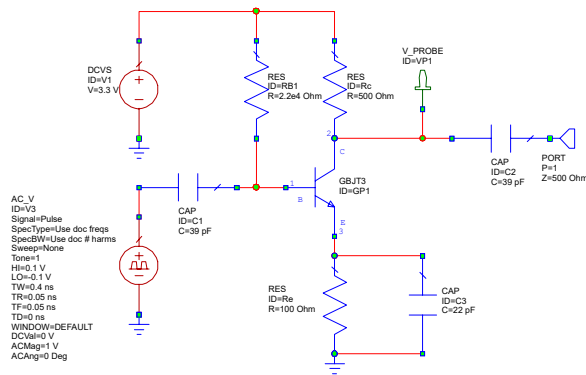 DCVS
ID=V1
V=3.3 V
RES
ID=RB1
R=2.2e4 Ohm
RES
ID=Rc
R=500 Ohm
V_PROBE
ID=VP1
2
C
CAP
ID=C2
C=39 pF
PORT
P=1
Z=500 Ohm
1
B
GBJT3
ID=GP1
E
3
CAP
ID=C1
C=39 pF
AC_V
ID=V3
Signal=Pulse
SpecType=Use doc freqs
SpecBW=Use doc # harms
Sweep=None
Tone=1
HI=0.1 V
LO=-0.1 V
TW=0.4 ns
TR=0.05 ns
TF=0.05 ns
TD=0 ns
WINDOW=DEFAULT
DCVal=0 V
ACMag=1 V
ACAng=0 Deg
RES
ID=Re
R=100 Ohm
CAP
ID=C3
C=22 pF